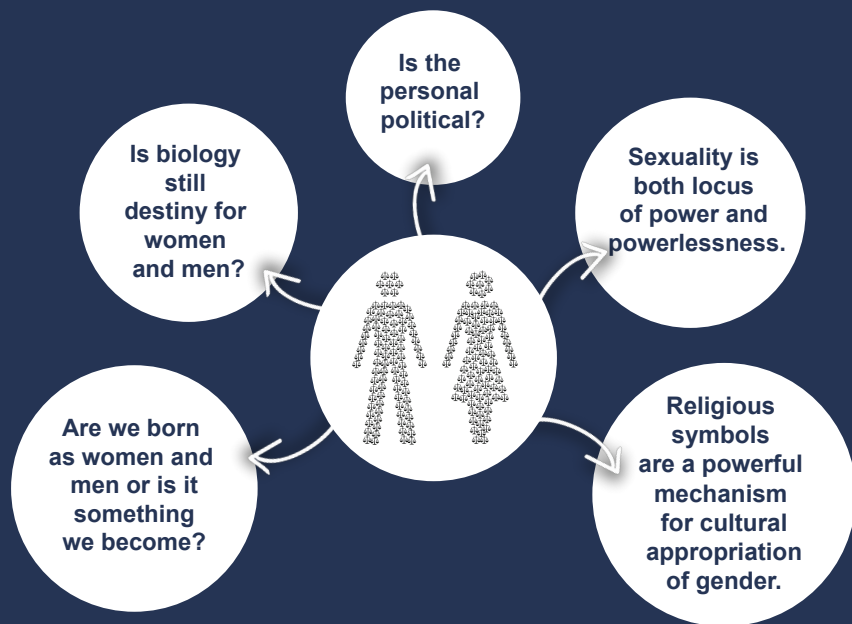 Is the
personal
political?
Is biology
still
destiny for
women
and men?
Sexuality is
both locus
of power and
powerlessness.
Are we born
as women and
men or is it
something
we become?
Religious
symbols
are a powerful
mechanism
for cultural
appropriation
of gender.